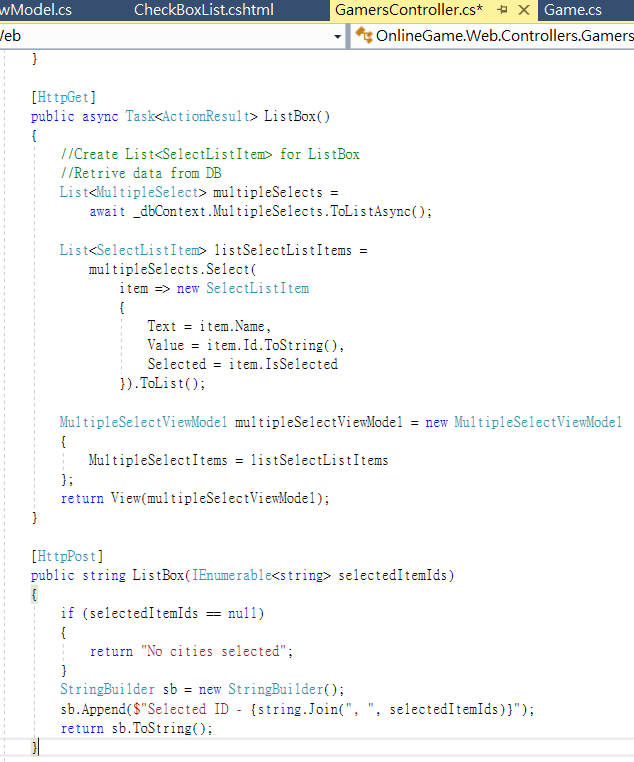 wModel.cs CheckBoxList.cshtml GamersController.cs* Game.cs
Web OnlineGame.Web.Controllers.Gamers
}
[HttpGet]
public async Task<ActionResult> ListBox()
{
//Create List<SelectListItem> for ListBox
//Retrive data from DB
List<MultipleSelect> multipleSelects =
await _dbContext.MultipleSelects.ToListAsync();
List<SelectListItem> listSelectListItems =
multipleSelects.Select(
item => new SelectListItem
{
Text = item.Name,
Value = item.Id.ToString(),
Selected = item.IsSelected
}).ToList();
MultipleSelectViewModel multipleSelectViewModel = new MultipleSelectViewModel
{
MultipleSelectItems = listSelectListItems
};
return View(multipleSelectViewModel);
}
[HttpPost]
public string ListBox(IEnumerable<string> selectedItemIds)
{
if (selectedItemIds == null)
{
return "No cities selected";
}
StringBuilder sb = new StringBuilder();
sb.Append($"Selected ID - {string.Join(", ", selectedItemIds)}");
return sb.ToString();
}